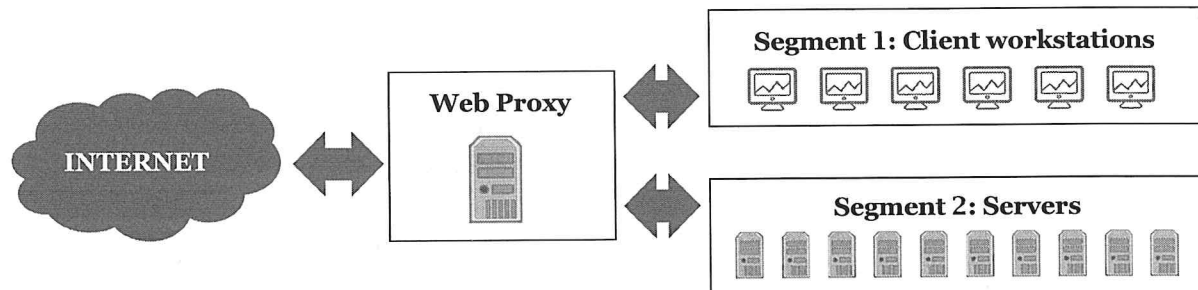 INTERNET
Web Proxy
Segment 1: Client workstations
Segment 2: Servers